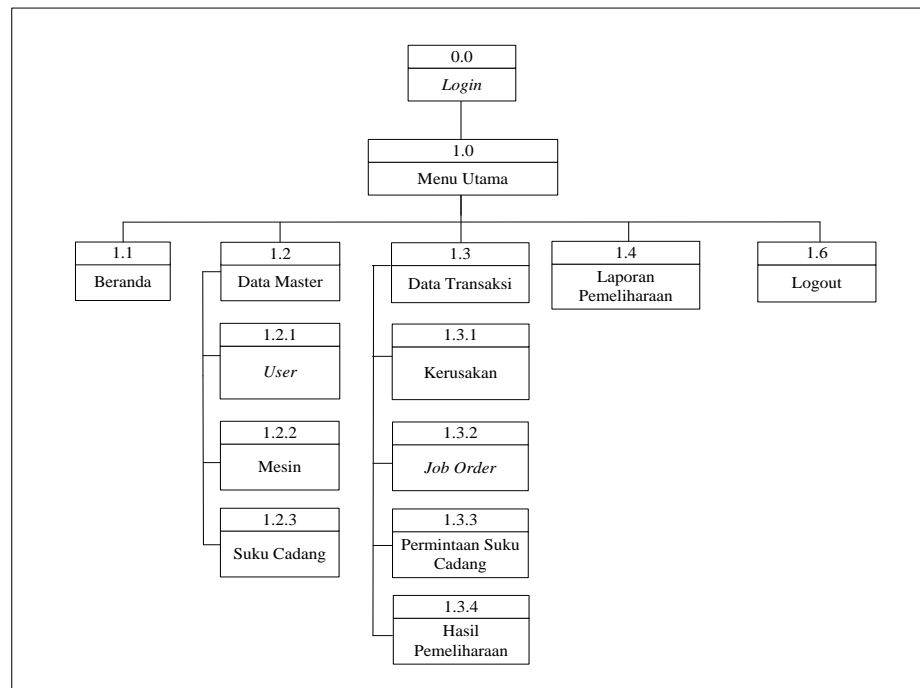 0.0
Login
1.0
Menu Utama
1.1
Beranda
1.2
Data Master
1.2.1
User
1.2.2
Mesin
1.2.3
Suku Cadang
1.3
Data Transaksi
1.3.1
Kerusakan
1.3.2
Job Order
1.3.3
Permintaan Suku
Cadang
1.3.4
Hasil
Pemeliharaan
1.4
Laporan
Pemeliharaan
1.6
Logout